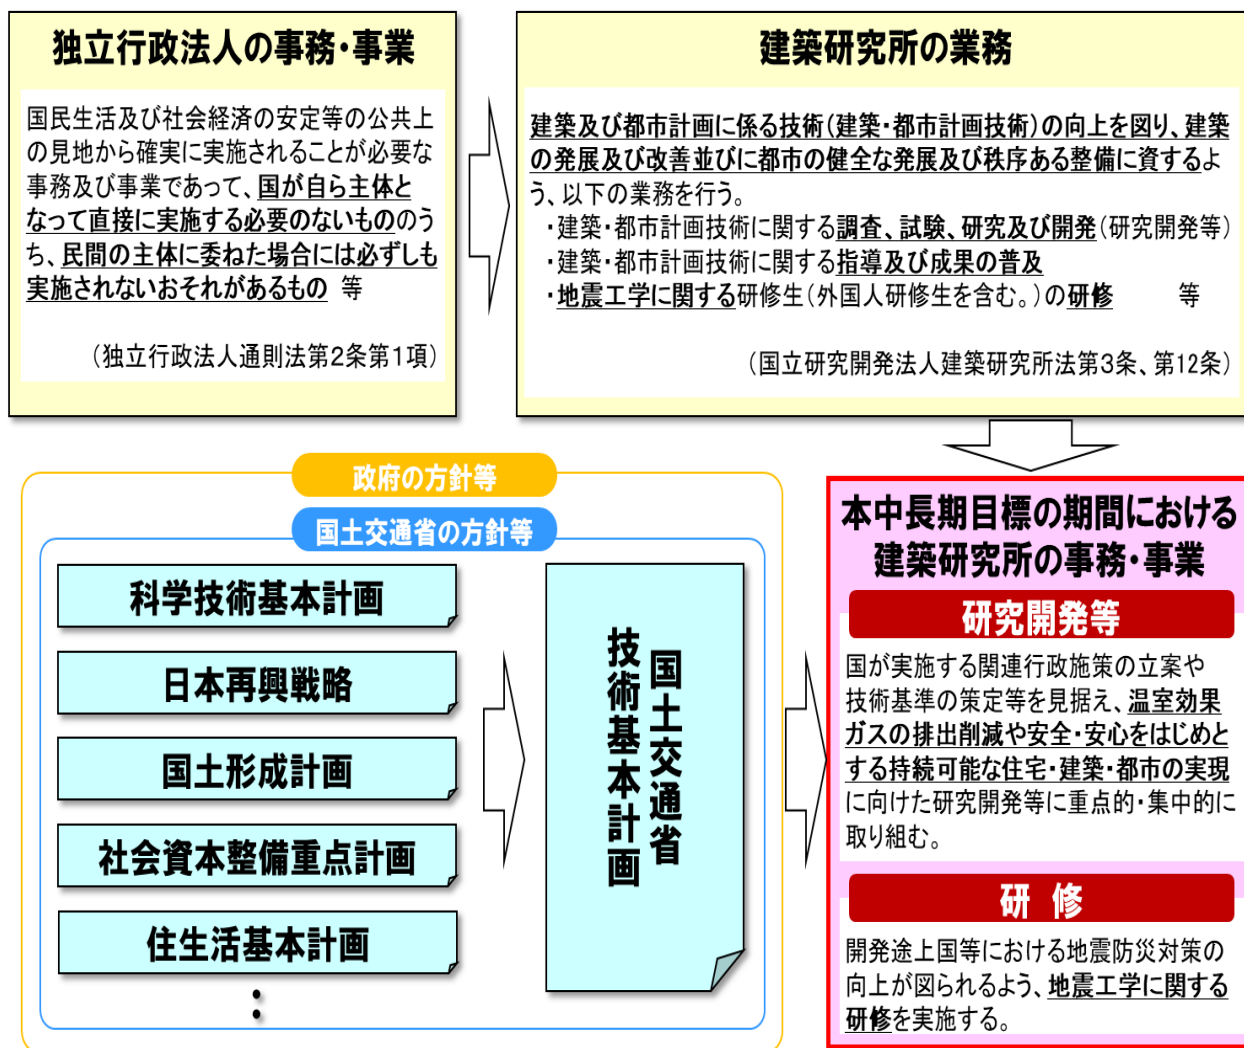 独立行政法人の事務・事業
国民生活及び社会経済の安定等の公共上
の見地から確実に実施されることが必要な
事務及び事業であって、国が自ら主体と
なって直接に実施する必要のないもののう
ち、民間の主体に委ねた場合には必ずしも
実施されないおそれがあるもの 等
（独立行政法人通則法第２条第１項）
建築研究所の業務
建築及び都市計画に係る技術（建築・都市計画技術）の向上を図り、建築
の発展及び改善並びに都市の健全な発展及び秩序ある整備に資するよ
う、以下の業務を行う。
・建築・都市計画技術に関する調査、試験、研究及び開発（研究開発等）
・建築・都市計画技術に関する指導及び成果の普及
・地震工学に関する研修生（外国人研修生を含む。）の研修 等
（国立研究開発法人建築研究所法第３条、第12条）
政府の方針等
国土交通省の方針等
科学技術基本計画
日本再興戦略
国土形成計画
社会資本整備重点計画
住生活基本計画
：
国土交通省
技術基本計画
本中長期目標の期間における
建築研究所の事務・事業
研究開発等
国が実施する関連行政施策の立案や
技術基準の策定等を見据え、温室効果
ガスの排出削減や安全・安心をはじめと
する持続可能な住宅・建築・都市の実現
に向けた研究開発等に重点的・集中的に
取り組む。
研 修
開発途上国等における地震防災対策の
向上が図られるよう、地震工学に関する
研修を実施する。